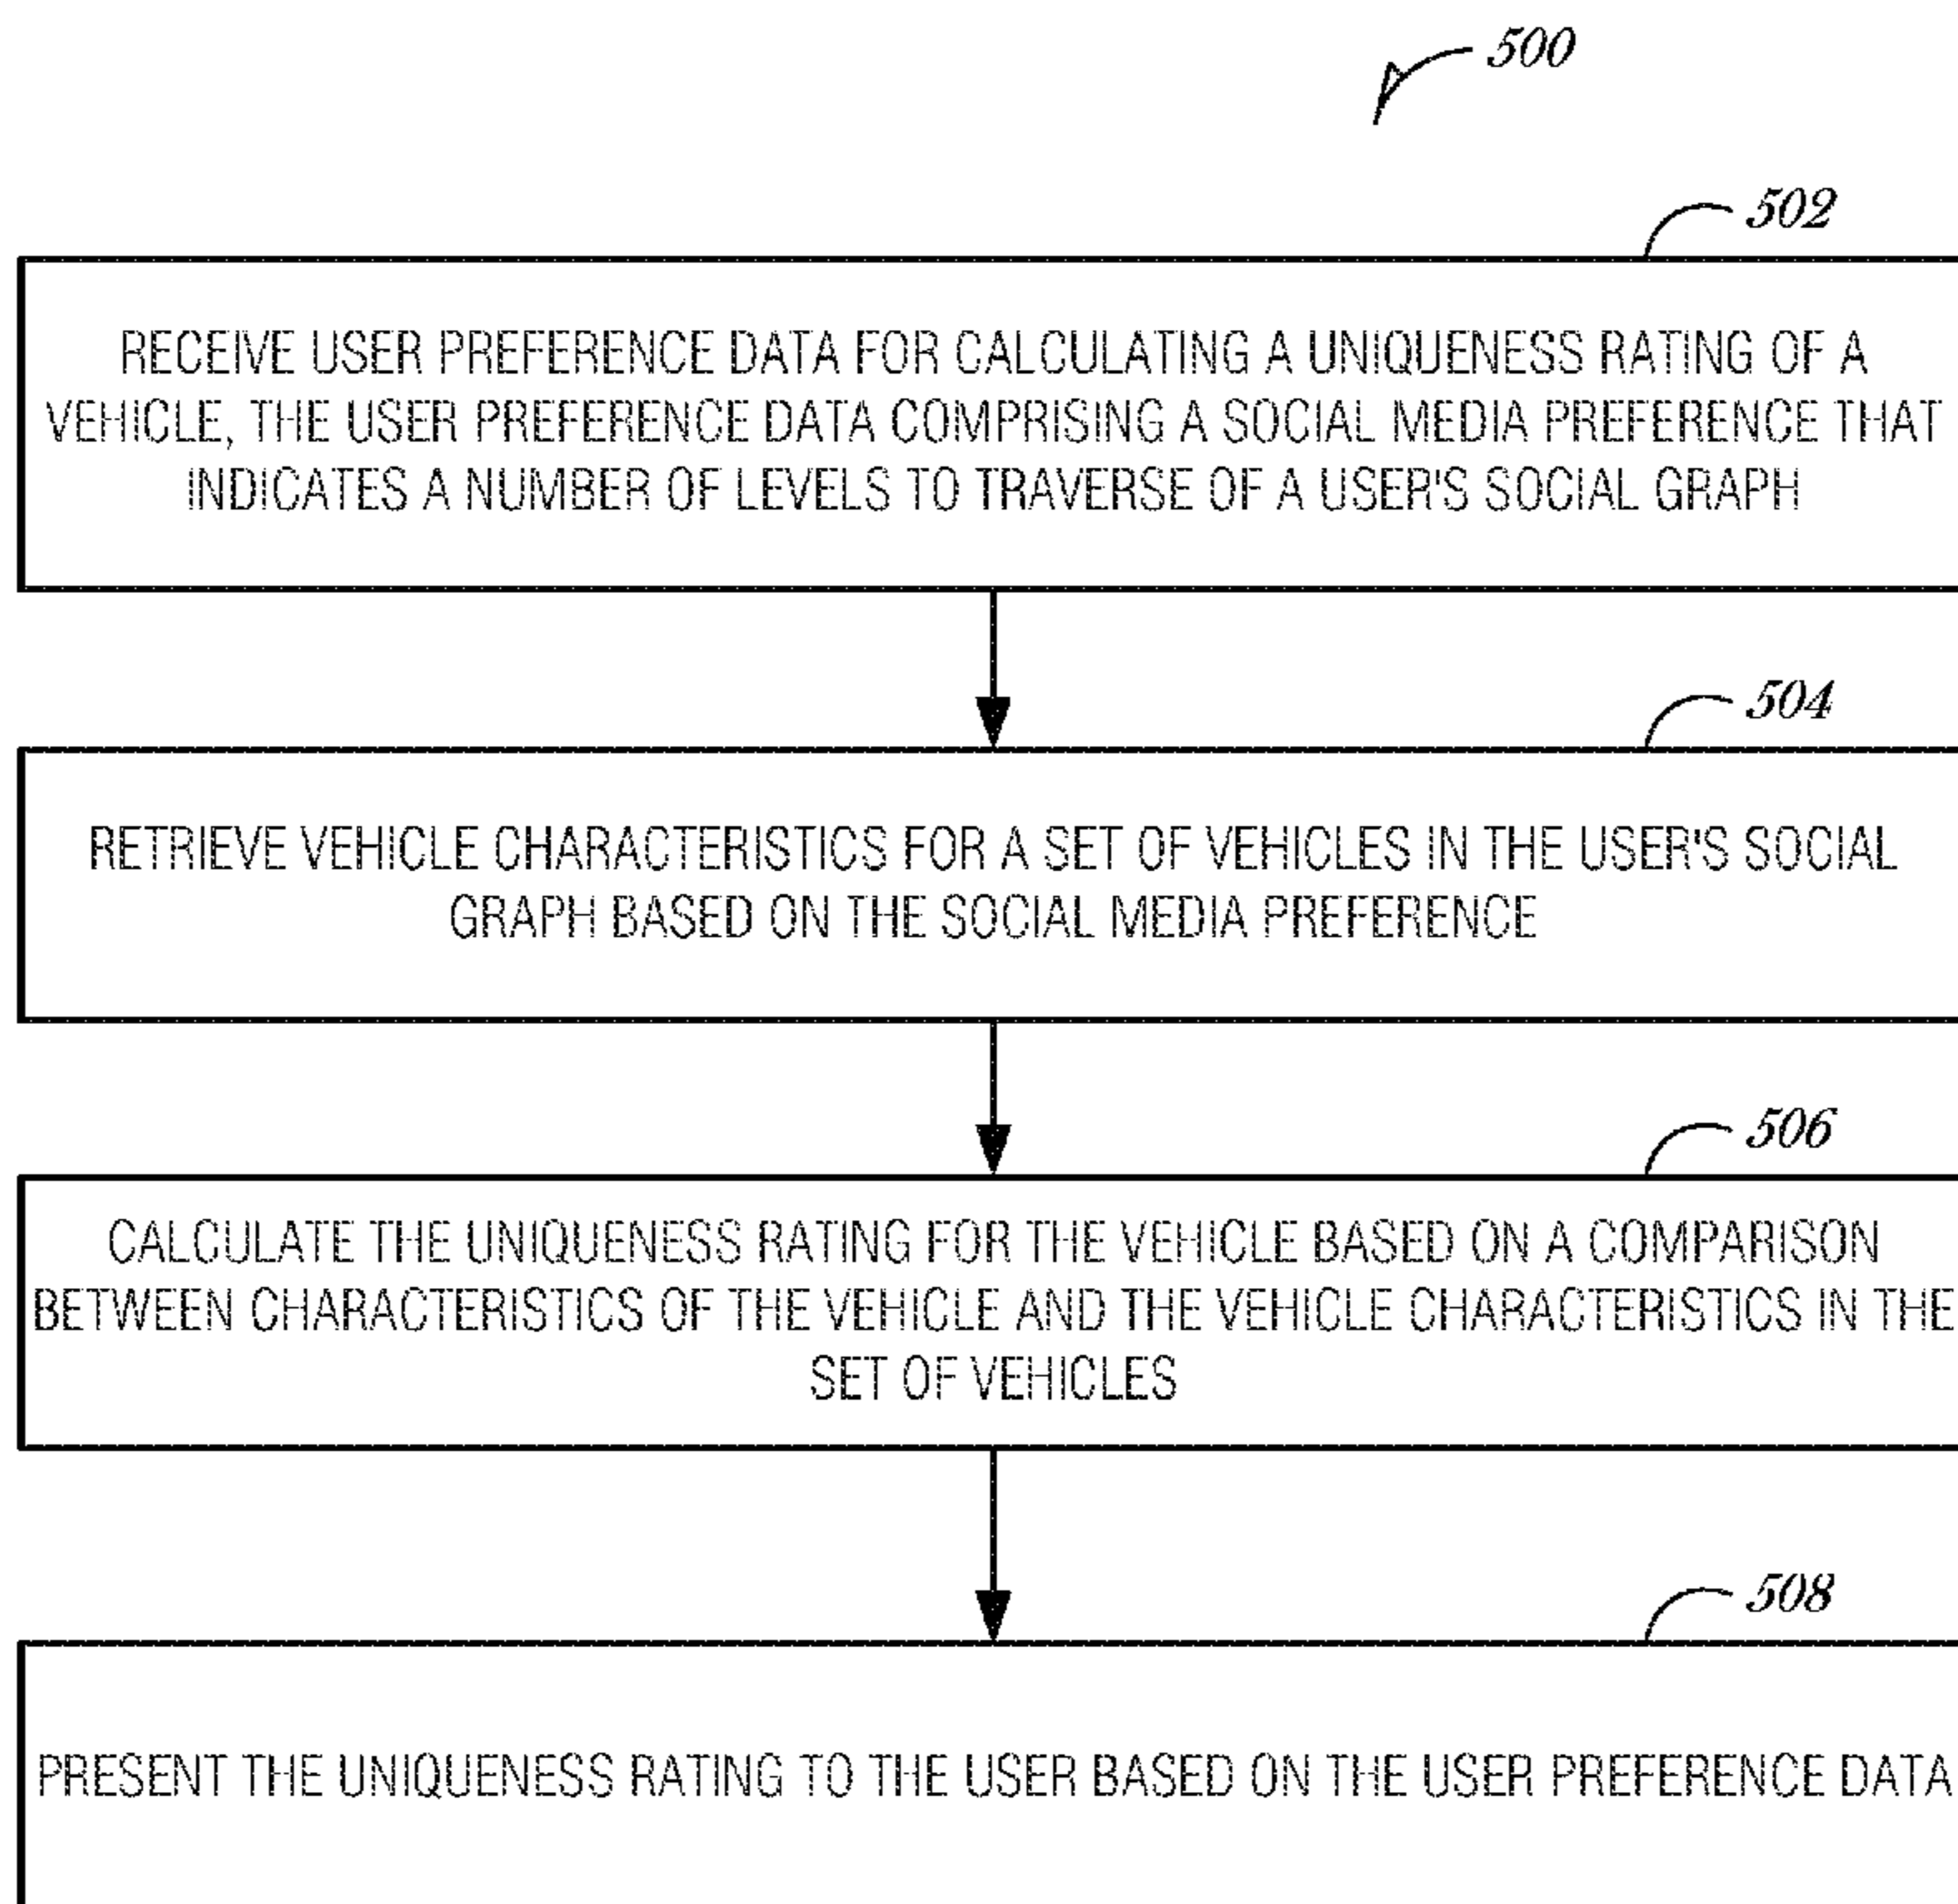 500
502
RECEIVE USER PREFERENCE DATA FOR CALCULATING A UNIQUENESS RATING OF A
VEHICLE, THE USER PREFERENCE DATA COMPRISING A SOCIAL MEDIA PREFERENCE THAT
INDICATES A NUMBER OF LEVELS TO TRAVERSE OF A USER'S SOCIAL GRAPH
504
RETRIEVE VEHICLE CHARACTERISTICS FOR A SET OF VEHICLES IN THE USER'S SOCIAL
GRAPH BASED ON THE SOCIAL MEDIA PREFERENCE
506
CALCULATE THE UNIQUENESS RATING FOR THE VEHICLE BASED ON A COMPARISON
BETWEEN CHARACTERISTICS OF THE VEHICLE AND THE VEHICLE CHARACTERISTICS IN THE
SET OF VEHICLES
508
PRESENT THE UNIQUENESS RATING TO THE USER BASED ON THE USER PREFERENCE DATA